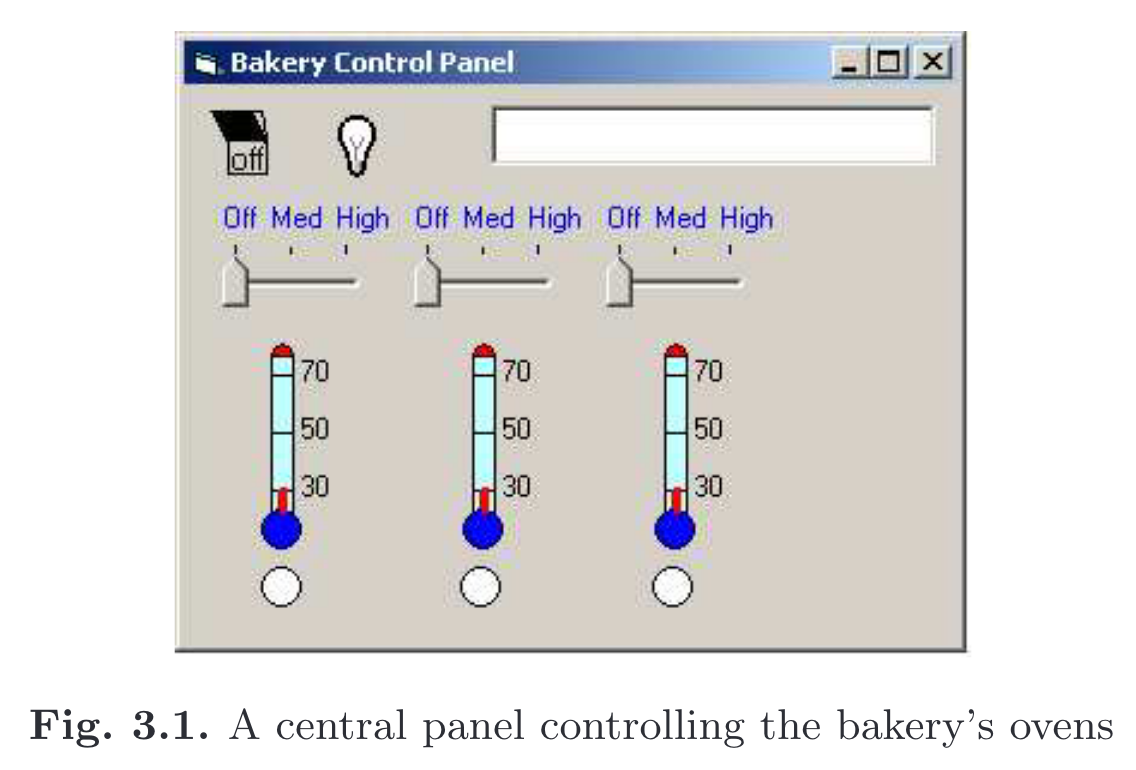 Bakery Control Panel
off
Off Med High Off Med High Off Med High
70 70 70
50 50 50
30 30 30
Fig. 3.1. A central panel controlling the bakery's ovens